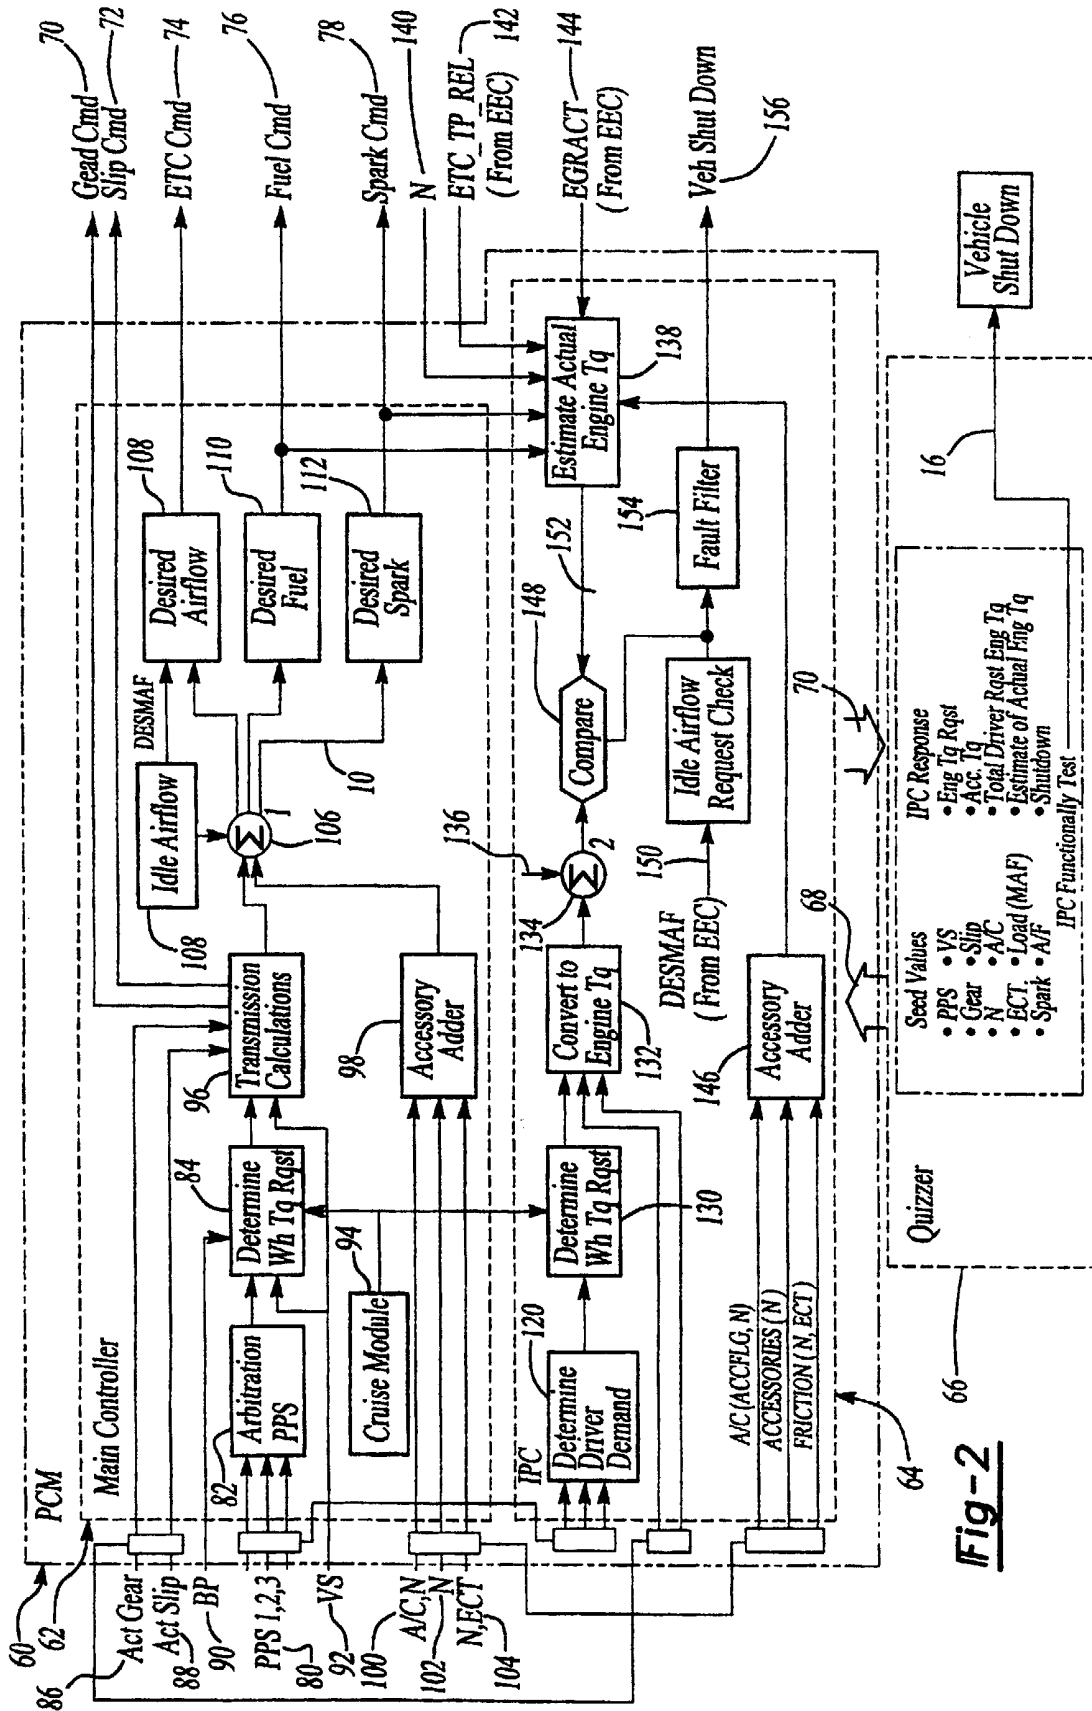 PCM
Main Controller
60
62
86
Act Gear
Act Slip
88
BP
90
PPS 1,2,3
80
VS
92
A/C, N
100
N
102
N,ECT
104
82
Arbitration
PPS
84
Determine
Wh Tq Rqst
94
Cruise Module
96
Transmission
Calculations
98
Accessory
Adder
108
Idle Airflow
DESMAF
Σ
1
106
10
Desired
Airflow
108
Desired
Fuel
110
Desired
Spark
112
Gead Cmd
70
Slip Cmd
72
ETC Cmd
74
Fuel Cmd
76
Spark Cmd
78
N
140
ETC_TP_REL
(From EEC)
142
EGRACT
(From EEC)
144
Veh Shut Down
156
IPC
120
Determine
Driver
Demand
Determine
Wh Tq Rqst
130
Convert to
Engine Tq
132
134
Σ
2
136
Compare
148
152
Estimate Actual
Engine Tq
138
DESMAF
(From EEC)
150
Idle Airflow
Request Check
Fault Filter
154
A/C (ACCFLG, N)
ACCESSORIES (N)
FRICTION (N, ECT)
146
Accessory
Adder
64
68
70
Quizzer
66
Seed Values
• PPS • VS
• Gear • Slip
• N • A/C
• ECT. • Load (MAF)
• Spark • A/F
IPC Response
• Eng Tq Rqst
• Acc. Tq
• Total Driver Rqst Eng Tq
• Estimate of Actual Eng Tq
• Shutdown
IPC Functionally Test
16
Vehicle
Shut Down
Fig-2